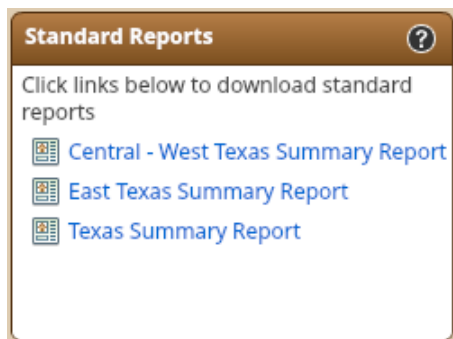 Standard Reports ?
Click links below to download standard
reports
Central - West Texas Summary Report
East Texas Summary Report
Texas Summary Report